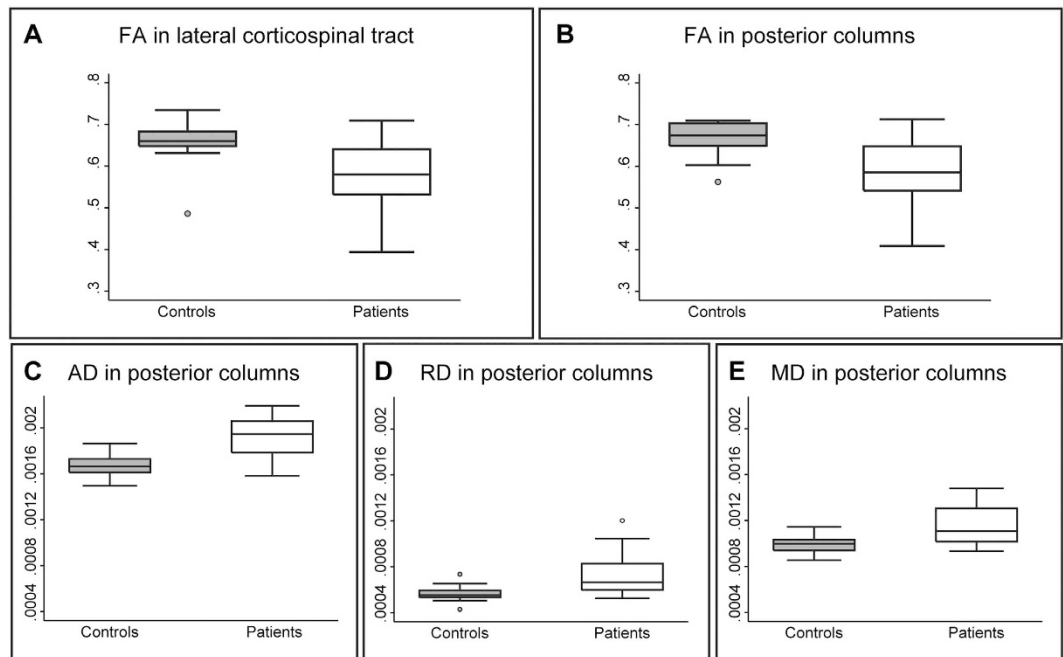 A FA in lateral corticospinal tract
.8
.7
.6
.5
.4
.3
Controls Patients
B FA in posterior columns
.8
.7
.6
.5
.4
.3
Controls Patients
C AD in posterior columns
.002
.0016
.0012
.0008
.0004
Controls Patients
D RD in posterior columns
.002
.0016
.0012
.0008
.0004
Controls Patients
E MD in posterior columns
.002
.0016
.0012
.0008
.0004
Controls Patients